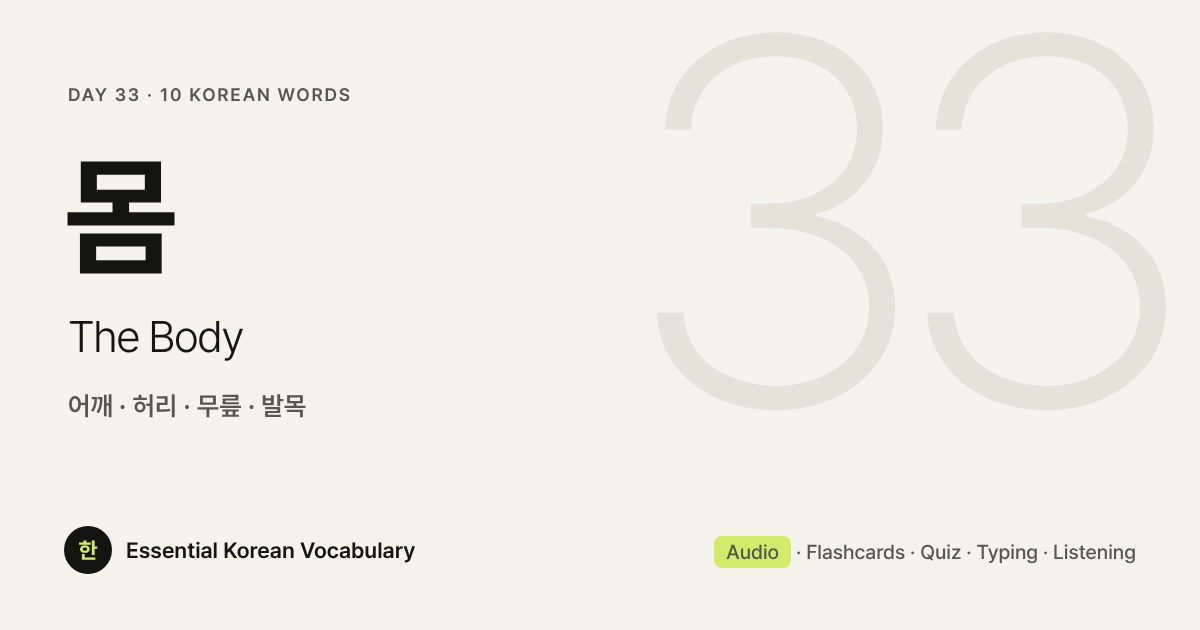 DAY 33 · 10 KOREAN WORDS
33
몸
The Body
어깨 · 허리 · 무릎 · 발목
한 Essential Korean Vocabulary
Audio · Flashcards · Quiz · Typing · Listening